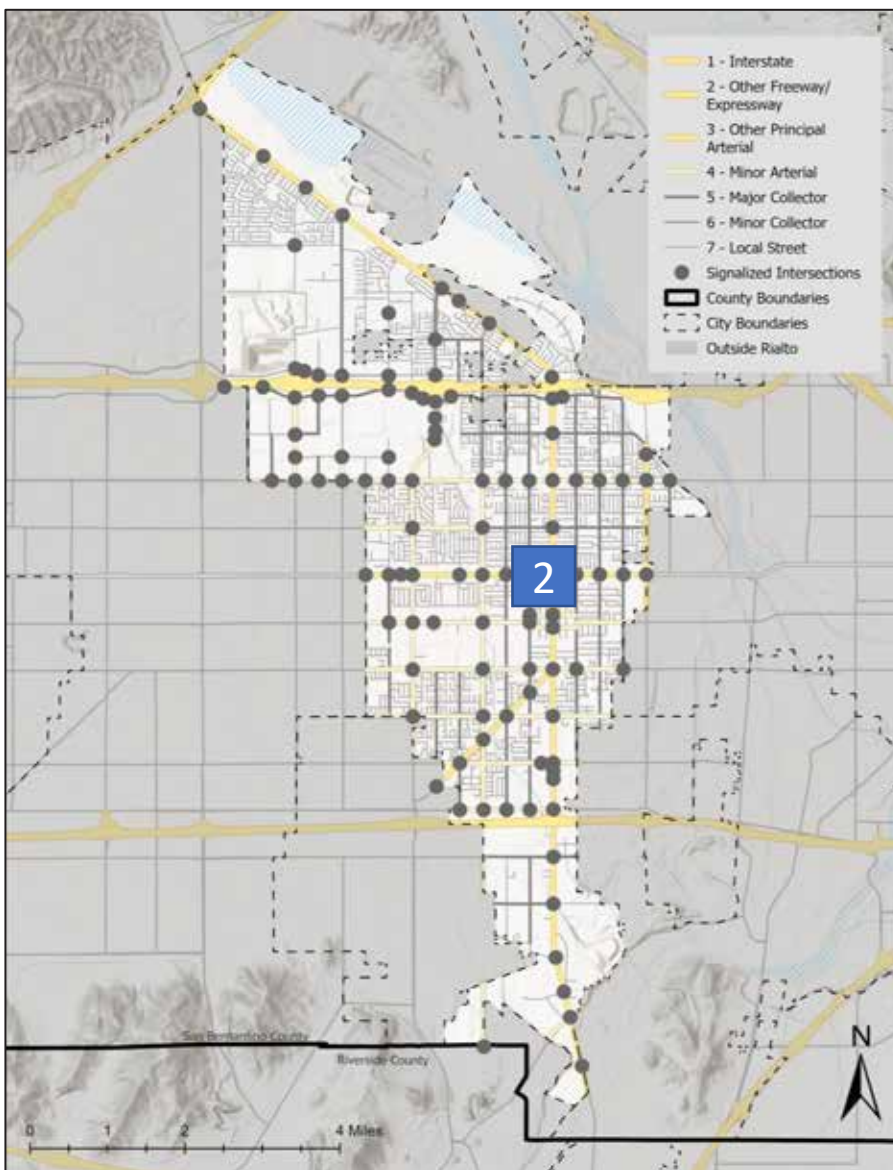 1 - Interstate
2 - Other Freeway/
Expressway
3 - Other Principal
Arterial
4 - Minor Arterial
5 - Major Collector
6 - Minor Collector
7 - Local Street
Signalized Intersections
County Boundaries
City Boundaries
Outside Rialto
2
San Bernardino County
Riverside County
N
0 2 4 Miles